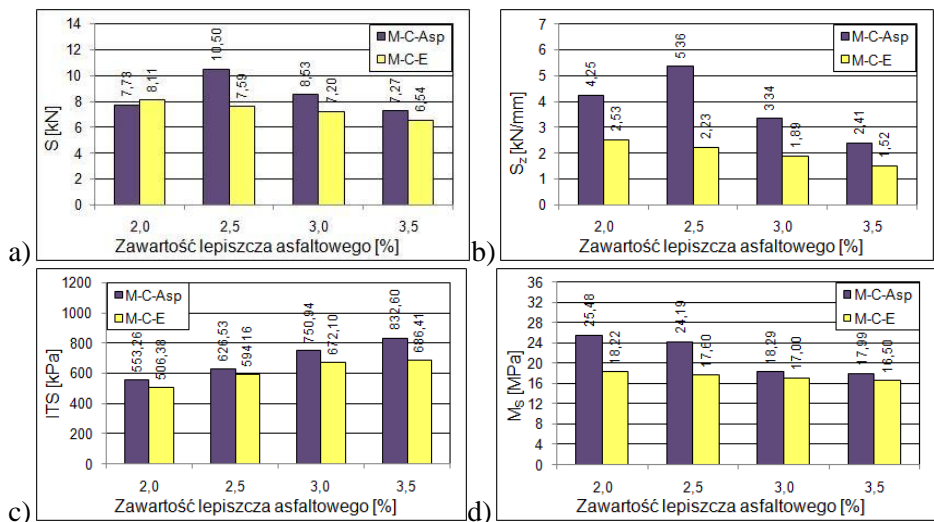 a)
S [kN]
14
12
10
8
6
4
2
0
7,73
8,11
10,50
7,59
8,53
7,20
7,27
6,54
M-C-Asp
M-C-E
2,0 2,5 3,0 3,5
Zawartość lepiszcza asfaltowego [%]
b)
Sz [kN/mm]
7
6
5
4
3
2
1
0
4,25
2,53
5,36
2,23
3,34
1,89
2,41
1,52
M-C-Asp
M-C-E
2,0 2,5 3,0 3,5
Zawartość lepiszcza asfaltowego [%]
c)
ITS [kPa]
1200
1000
800
600
400
200
0
M-C-Asp
M-C-E
553,26
506,38
626,53
594,16
750,94
672,10
832,60
686,41
2,0 2,5 3,0 3,5
Zawartość lepiszcza asfaltowego [%]
d)
Ms [MPa]
36
32
28
24
20
16
12
8
4
0
25,48
18,22
24,19
17,60
18,29
17,00
17,99
16,50
M-C-Asp
M-C-E
2,0 2,5 3,0 3,5
Zawartość lepiszcza asfaltowego [%]